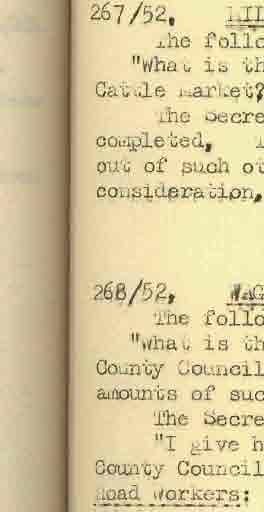 267/52,
The follo
"What is th
Cattle Market?
The Secre
completed,
out of such ot
consideration,
268/52, WAG
The follo
"What is th
County Council
amounts of suc
The Secre
"I give h
County Council
Road Workers: